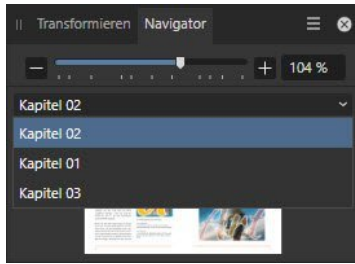 Transformieren Navigator
104 %
Kapitel 02
Kapitel 02
Kapitel 01
Kapitel 03